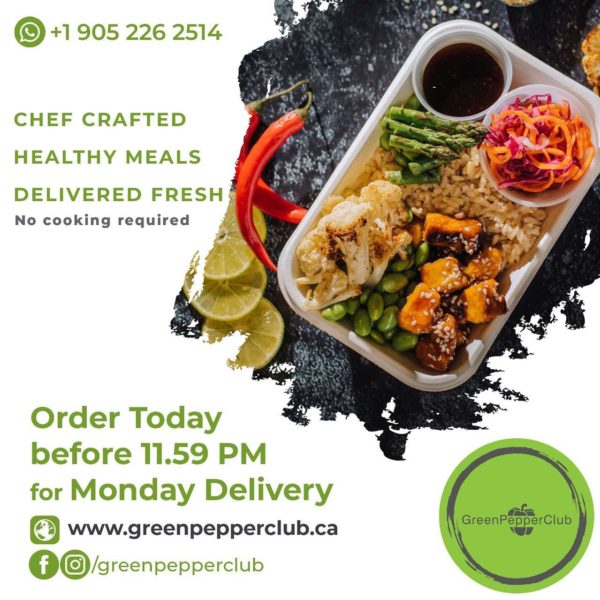 +1 905 226 2514
CHEF CRAFTED
HEALTHY MEALS
DELIVERED FRESH
No cooking required
Order Today
before 11.59 PM
for Monday Delivery
www.greenpepperclub.ca
/greenpepperclub
GreenPepperClub